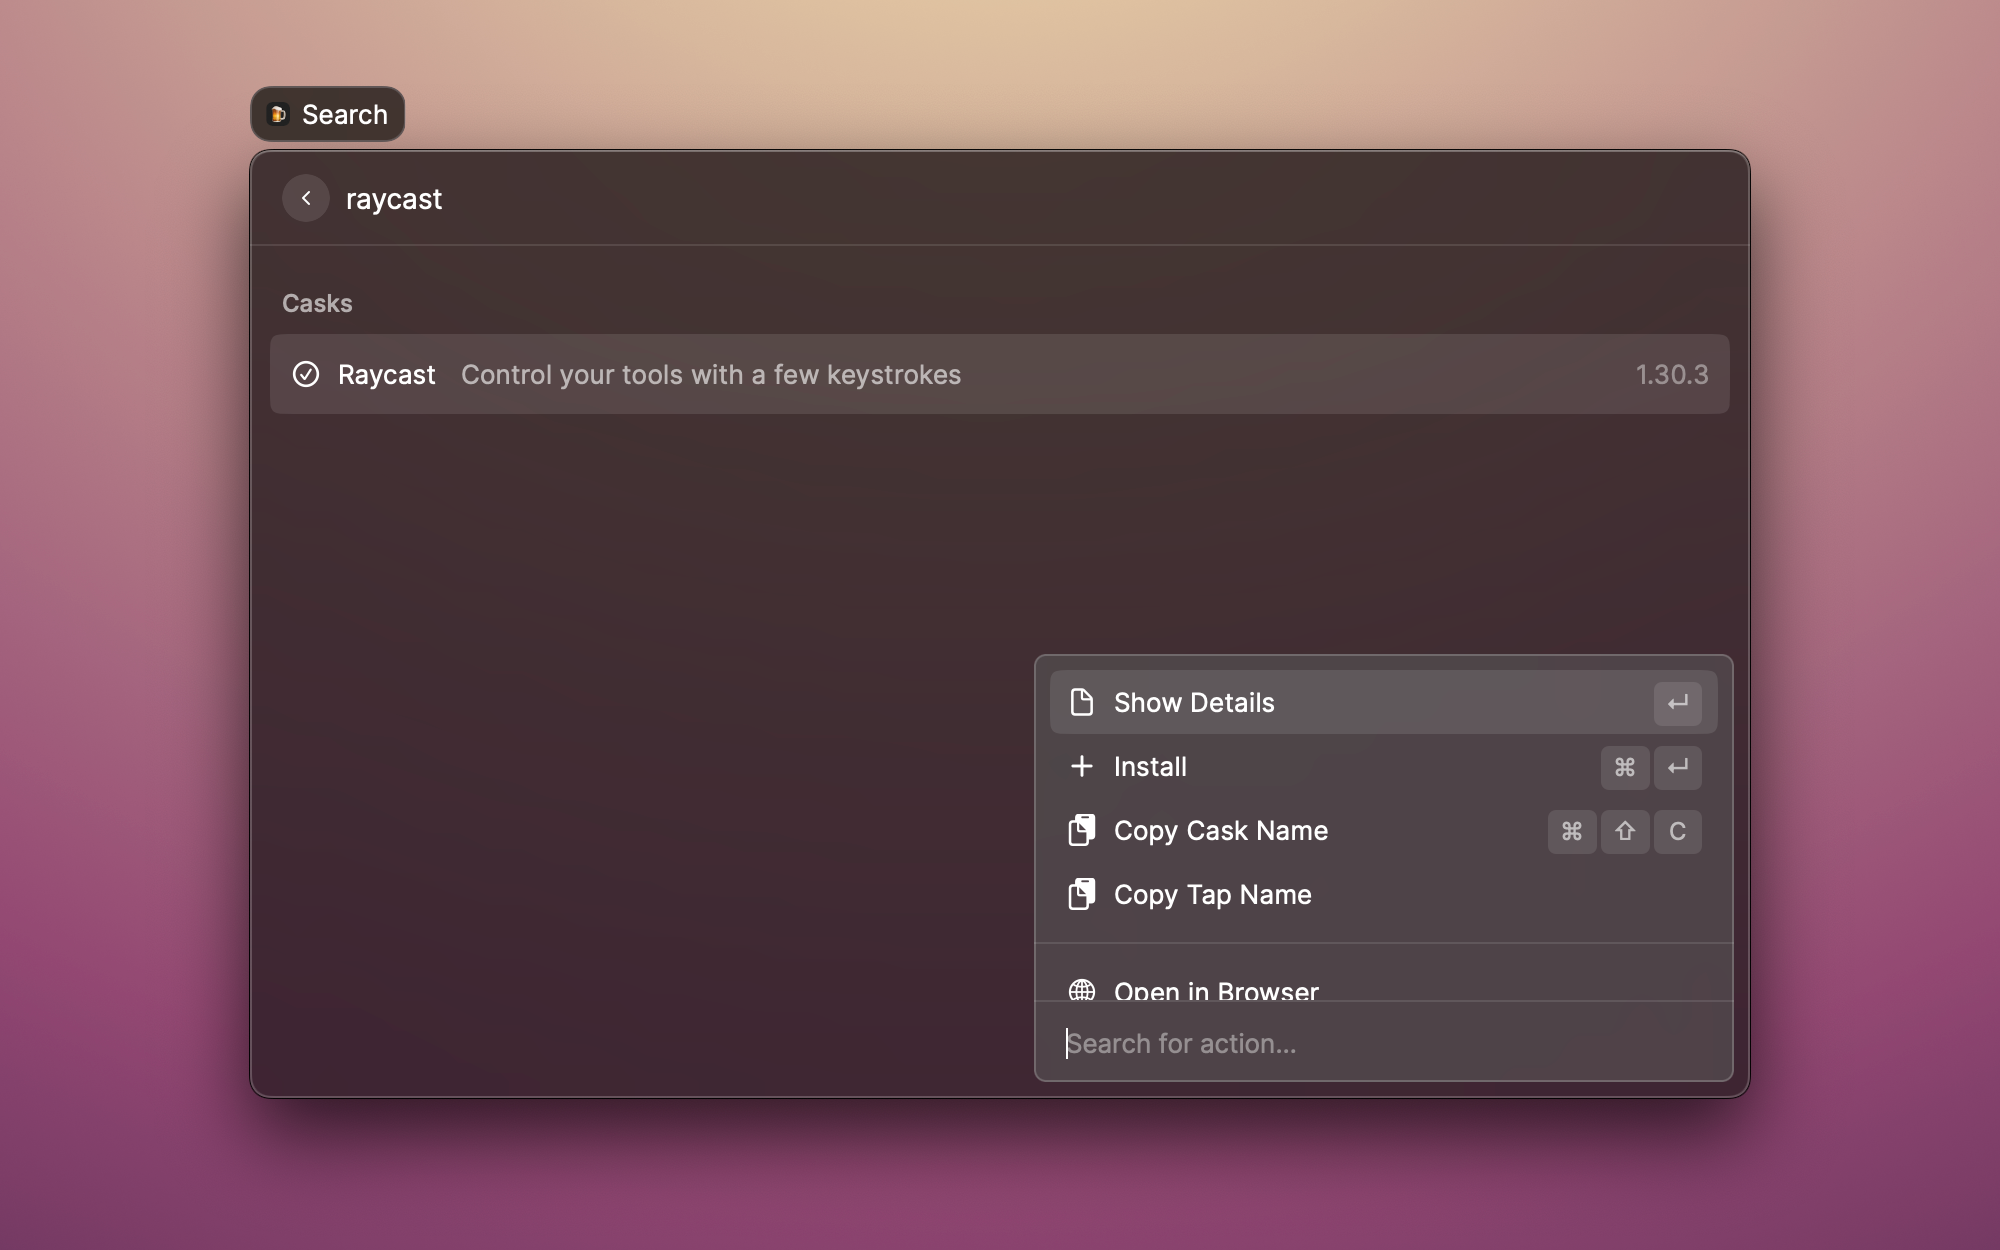 Search
raycast
Casks
Raycast Control your tools with a few keystrokes 1.30.3
Show Details ↵
Install ⌘ ↵
Copy Cask Name ⌘ ⇧ C
Copy Tap Name
Open in Browser
Search for action...